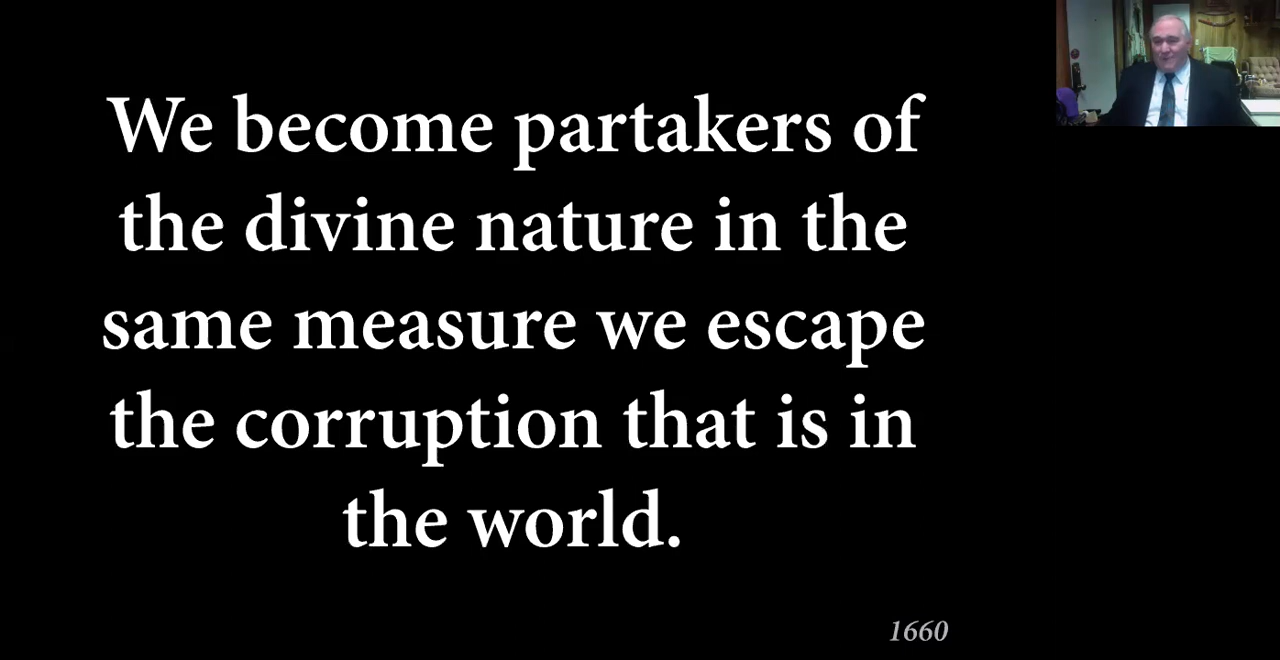 We become partakers of
the divine nature in the
same measure we escape
the corruption that is in
the world.
1660